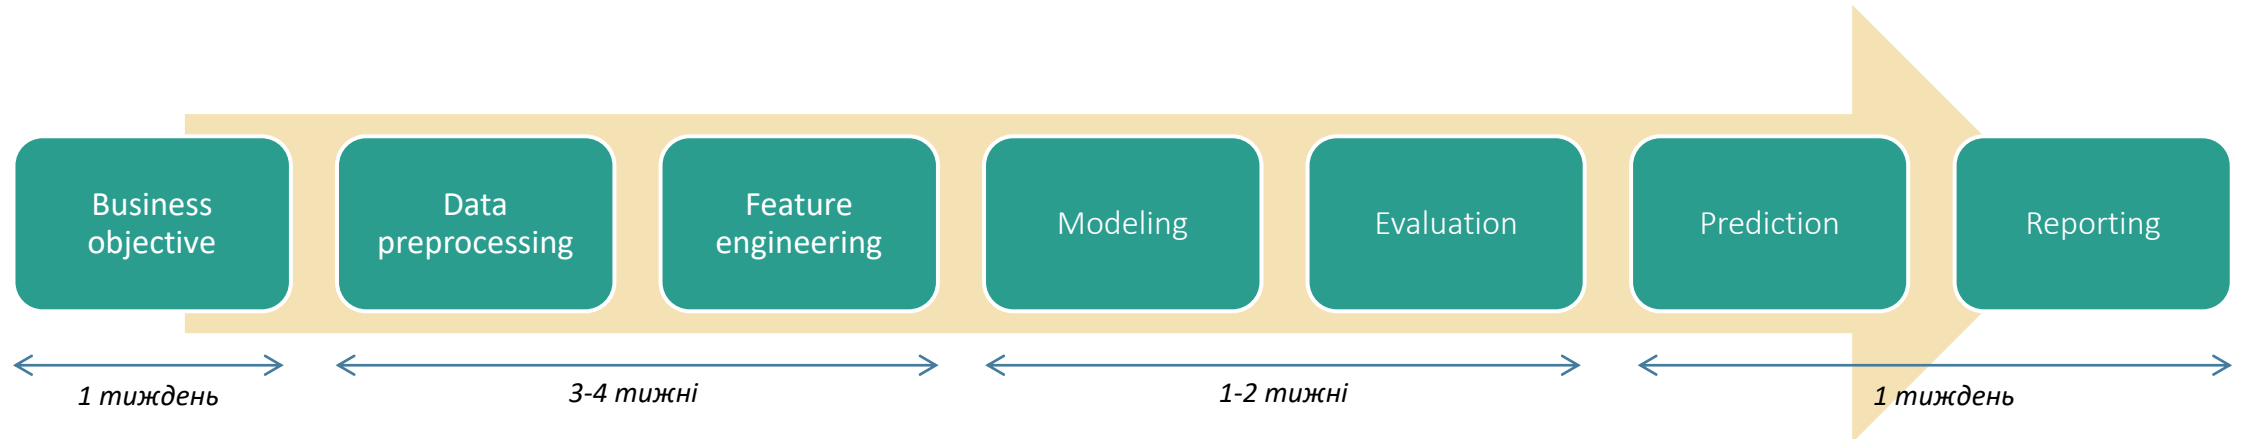 Business
objective
Data
preprocessing
Feature
engineering
Modeling
Evaluation
Prediction
Reporting
1 тиждень
3-4 тижні
1-2 тижні
1 тиждень